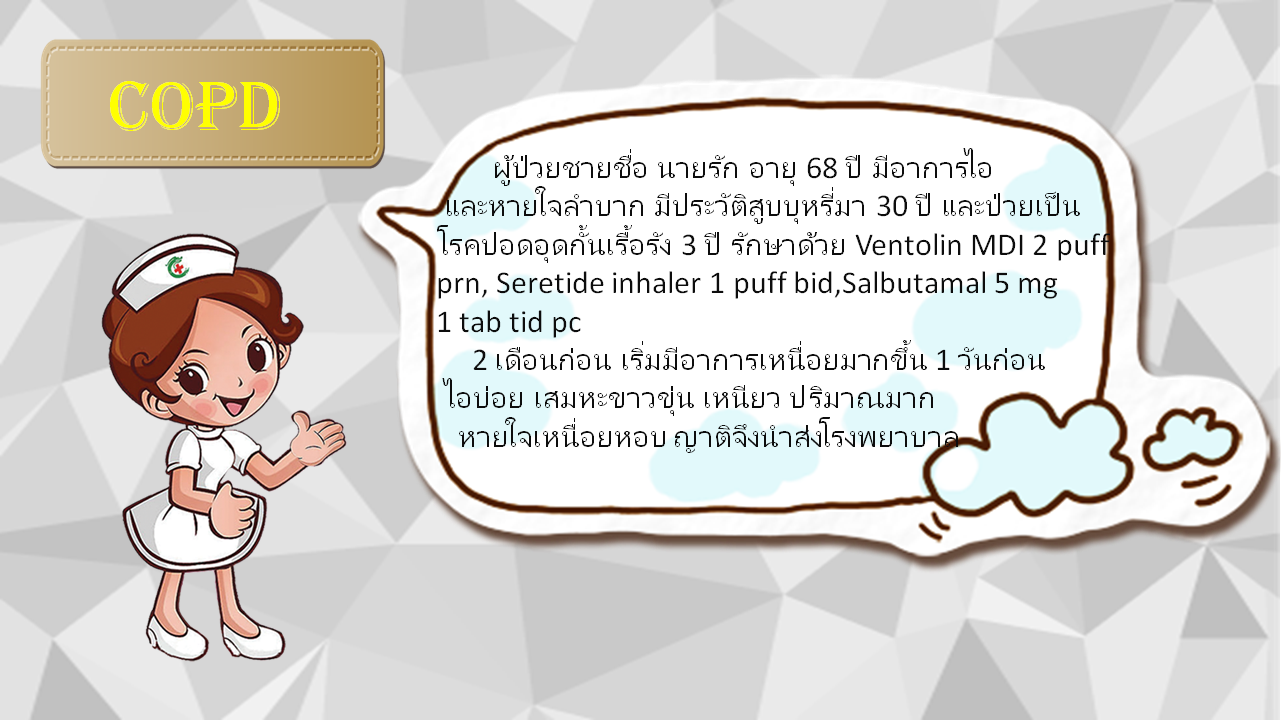 COPD
ผู้ป่วยชายชื่อ นายรัก อายุ 68 ปี มีอาการไอ
และหายใจลำบาก มีประวัติสูบบุหรี่มา 30 ปี และป่วยเป็น
โรคปอดอุดกั้นเรื้อรัง 3 ปี รักษาด้วย Ventolin MDI 2 puff
prn, Seretide inhaler 1 puff bid,Salbutamal 5 mg
1 tab tid pc
2 เดือนก่อน เริ่มมีอาการเหนื่อยมากขึ้น 1 วันก่อน
ไอบ่อย เสมหะขาวขุ่น เหนียว ปริมาณมาก
หายใจเหนื่อยหอบ ญาติจึงนำส่งโรงพยาบาล